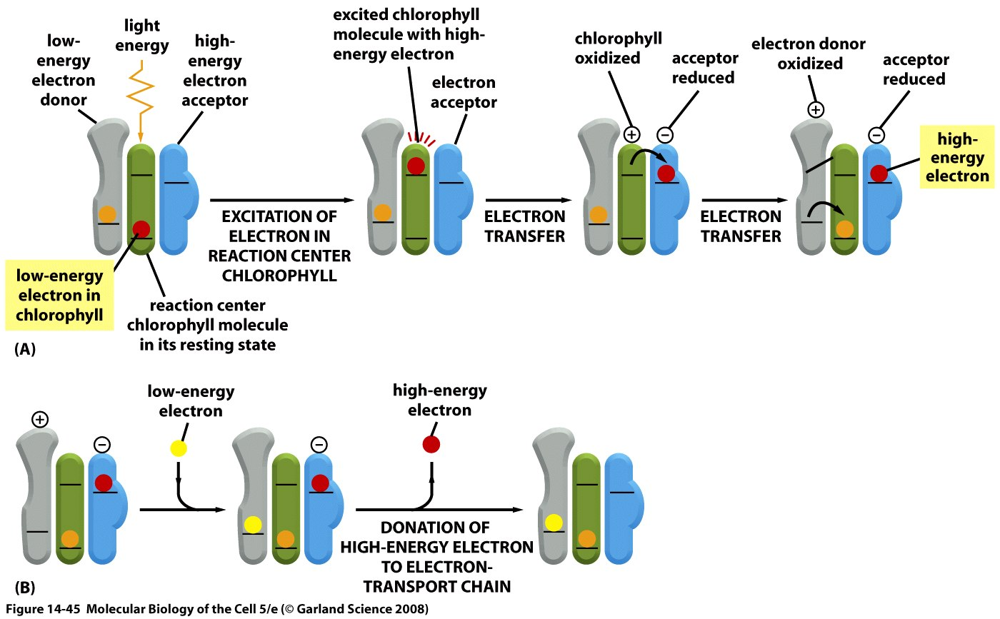 low-
energy
electron
donor
light
energy
high-
energy
electron
acceptor
excited chlorophyll
molecule with high-
energy electron
electron
acceptor
chlorophyll
oxidized
acceptor
reduced
electron donor
oxidized
acceptor
reduced
+
−
+
−
high-
energy
electron
EXCITATION OF
ELECTRON IN
REACTION CENTER
CHLOROPHYLL
ELECTRON
TRANSFER
ELECTRON
TRANSFER
low-energy
electron in
chlorophyll
reaction center
chlorophyll molecule
in its resting state
(A)
low-energy
electron
high-energy
electron
+
−
−
DONATION OF
HIGH-ENERGY ELECTRON
TO ELECTRON-
TRANSPORT CHAIN
(B)
Figure 14-45 Molecular Biology of the Cell 5/e (© Garland Science 2008)